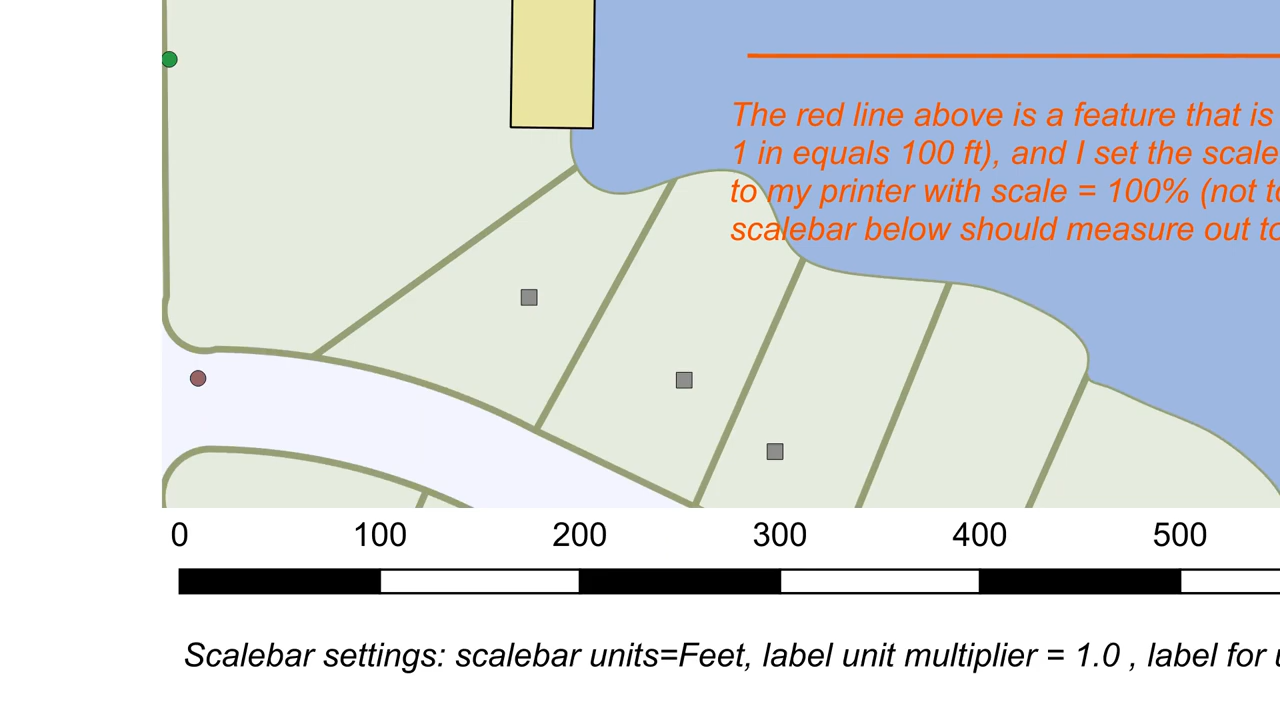 The red line above is a feature that is
1 in equals 100 ft), and I set the scale
to my printer with scale = 100% (not to
scalebar below should measure out to
0 100 200 300 400 500
Scalebar settings: scalebar units=Feet, label unit multiplier = 1.0 , label for